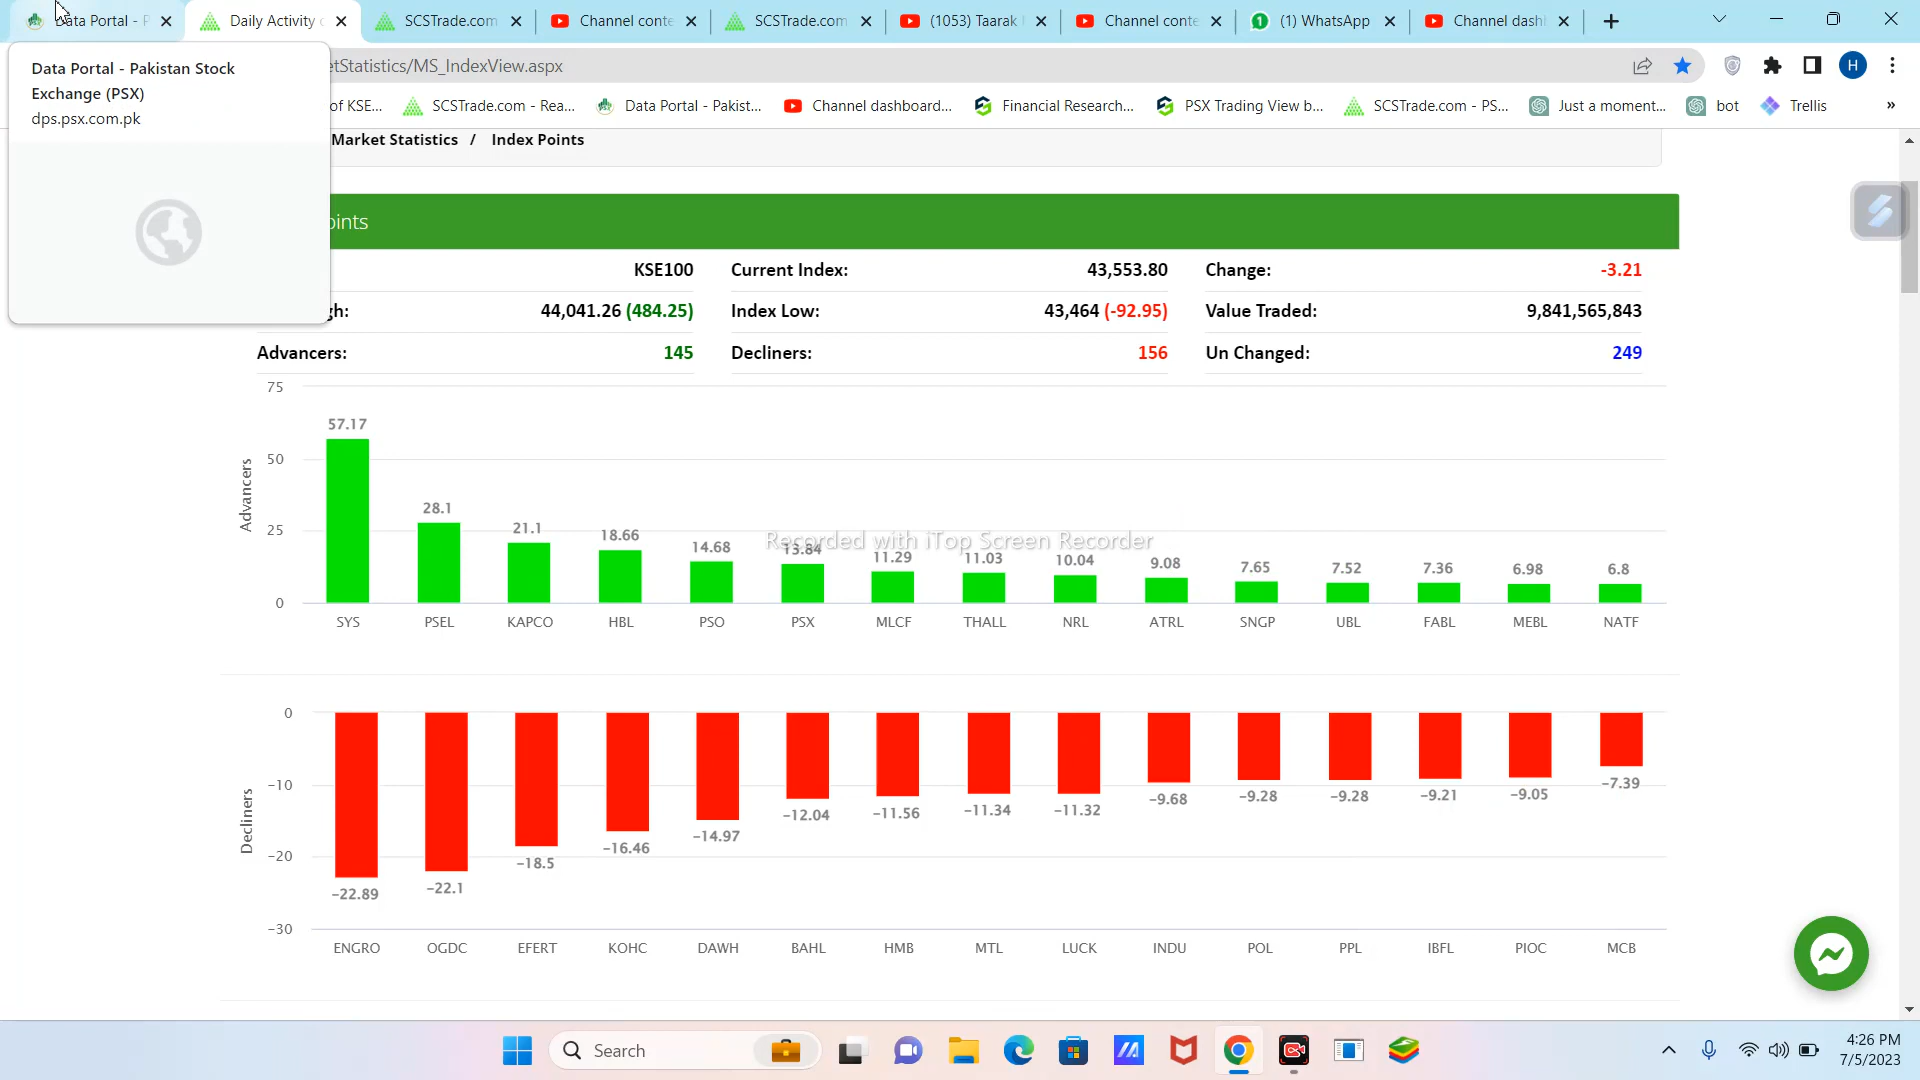 Data Portal - P
Daily Activity
SCSTrade.com
Channel conte
SCSTrade.com
(1053) Taarak
Channel conte
(1) WhatsApp
Channel dash
Data Portal - Pakistan Stock
Exchange (PSX)
dps.psx.com.pk
etStatistics/MS_IndexView.aspx
H
of KSE...
SCSTrade.com - Rea...
Data Portal - Pakist...
Channel dashboard...
Financial Research...
PSX Trading View b...
SCSTrade.com - PS...
Just a moment...
bot
Trellis
»
Market Statistics / Index Points
oints
KSE100 Current Index: 43,553.80 Change: -3.21
gh: 44,041.26 (484.25) Index Low: 43,464 (-92.95) Value Traded: 9,841,565,843
Advancers: 145 Decliners: 156 Un Changed: 249
75
57.17
50
Advancers
28.1
25
21.1
18.66
14.68
13.84
11.29
11.03
10.04
9.08
7.65
7.52
7.36
6.98
6.8
Recorded with iTop Screen Recorder
0
SYS PSEL KAPCO HBL PSO PSX MLCF THALL NRL ATRL SNGP UBL FABL MEBL NATF
0
-10
Decliners
-20
-30
-22.89
-22.1
-18.5
-16.46
-14.97
-12.04
-11.56
-11.34
-11.32
-9.68
-9.28
-9.28
-9.21
-9.05
-7.39
ENGRO OGDC EFERT KOHC DAWH BAHL HMB MTL LUCK INDU POL PPL IBFL PIOC MCB
Search
4:26 PM
7/5/2023